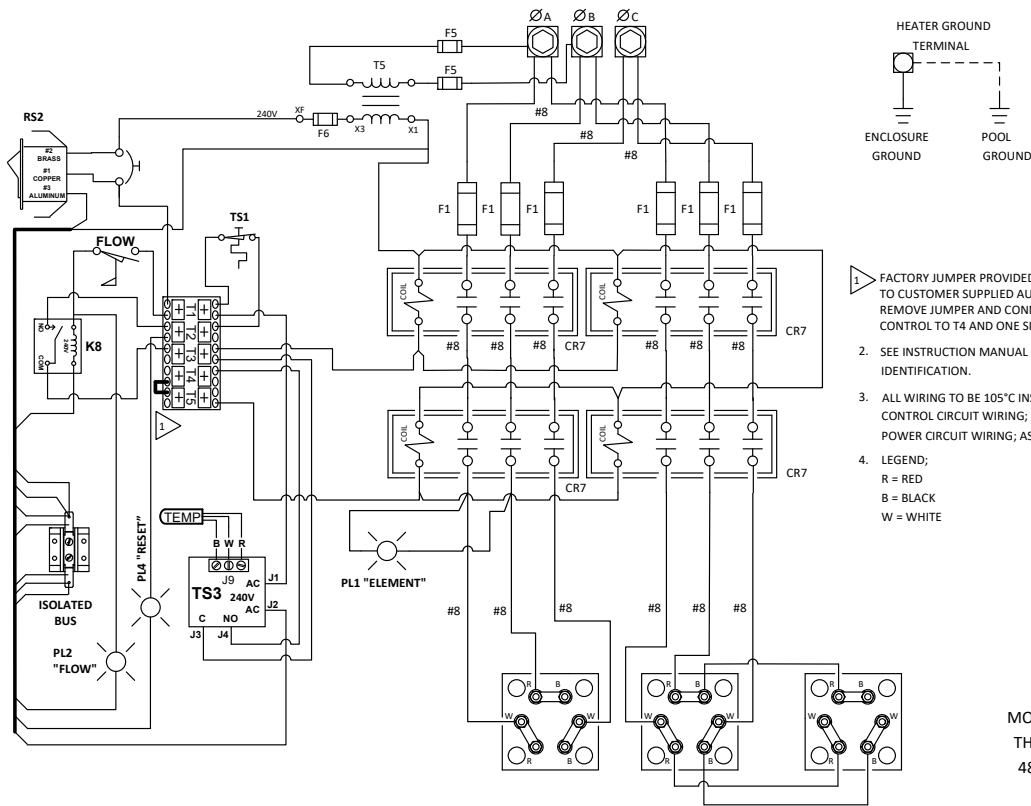 ØA
ØB
ØC
F5
F5
T5
240V
XF
F6
X3
X1
#8
#8
#8
HEATER GROUND
TERMINAL
ENCLOSURE
GROUND
POOL
GROUND
RS2
#2
BRASS
#1
COPPER
#3
ALUMINUM
FLOW
TS1
F1
F1
F1
F1
F1
F1
NO
COM
240V
K8
T1
T2
T3
T4
T5
1
COIL
COIL
CR7
CR7
#8
#8
#8
#8
#8
#8
COIL
COIL
CR7
CR7
1
FACTORY JUMPER PROVIDED
TO CUSTOMER SUPPLIED AU
REMOVE JUMPER AND CON
CONTROL TO T4 AND ONE S
2. SEE INSTRUCTION MANUAL
IDENTIFICATION.
3. ALL WIRING TO BE 105°C INS
CONTROL CIRCUIT WIRING;
POWER CIRCUIT WIRING; AS
4. LEGEND;
R = RED
B = BLACK
W = WHITE
ISOLATED
BUS
PL4 "RESET"
PL2
"FLOW"
TEMP
B W R
J9
TS3
240V
AC
J1
AC
J2
C
NO
J3
J4
PL1 "ELEMENT"
#8
#8
#8
#8
#8
R
B
W
W
R
B
R
B
W
W
R
B
R
B
W
W
R
B
MO
TH
48